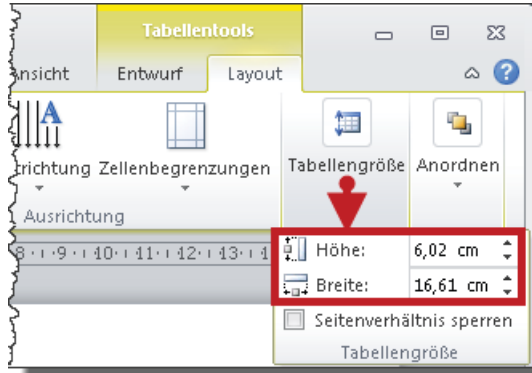 Tabellentools
Ansicht Entwurf Layout
richtung Zellenbegrenzungen Tabellengröße Anordnen
Ausrichtung
8 9 10 11 12 13
Höhe: 6,02 cm
Breite: 16,61 cm
Seitenverhältnis sperren
Tabellengröße